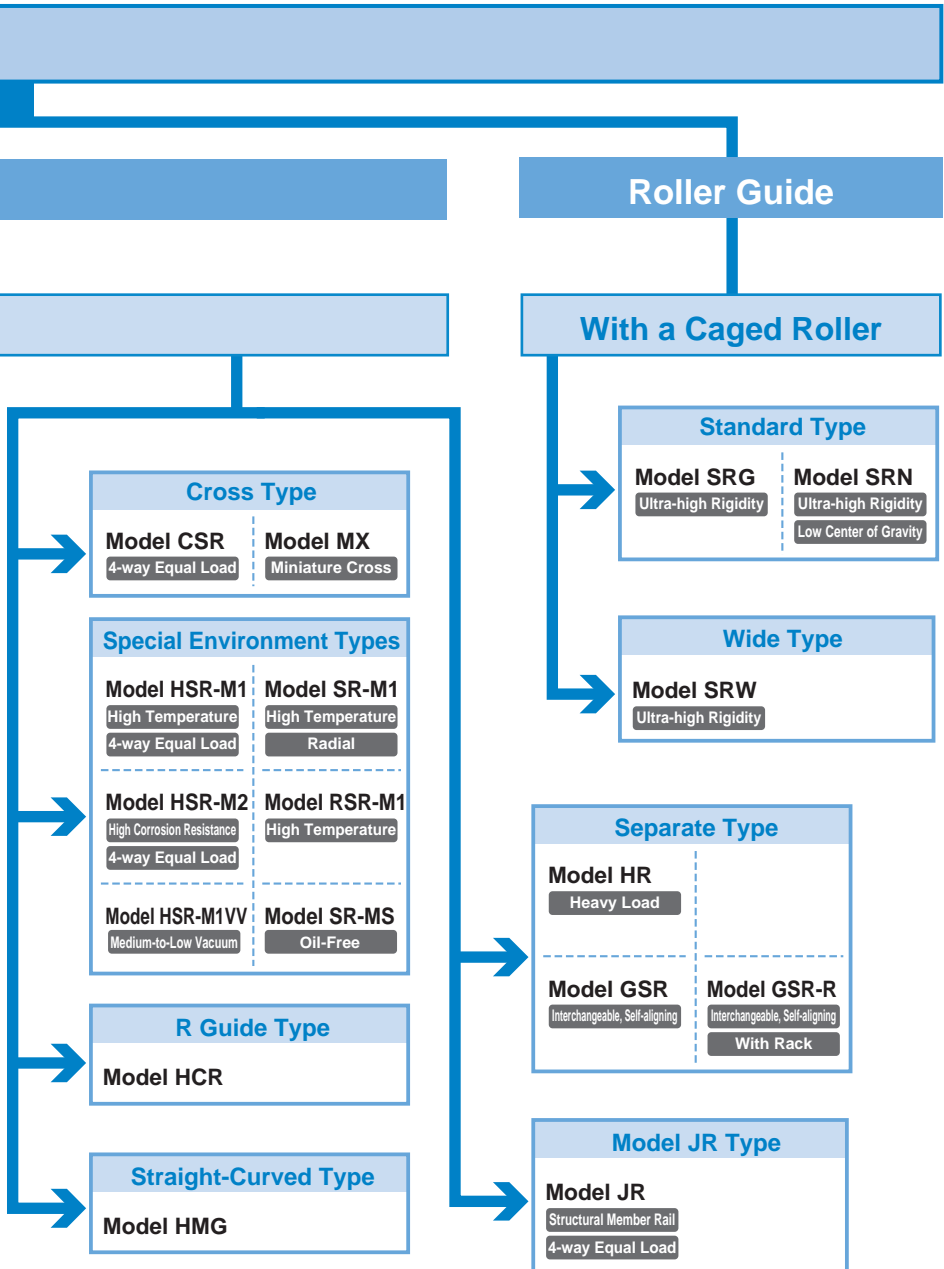 Roller Guide
With a Caged Roller
Standard Type
Model SRG
Ultra-high Rigidity
Model SRN
Ultra-high Rigidity
Low Center of Gravity
Wide Type
Model SRW
Ultra-high Rigidity
Cross Type
Model CSR
4-way Equal Load
Model MX
Miniature Cross
Special Environment Types
Model HSR-M1
High Temperature
4-way Equal Load
Model SR-M1
High Temperature
Radial
Model HSR-M2
High Corrosion Resistance
4-way Equal Load
Model RSR-M1
High Temperature
Model HSR-M1VV
Medium-to-Low Vacuum
Model SR-MS
Oil-Free
R Guide Type
Model HCR
Straight-Curved Type
Model HMG
Separate Type
Model HR
Heavy Load
Model GSR
Interchangeable, Self-aligning
Model GSR-R
Interchangeable, Self-aligning
With Rack
Model JR Type
Model JR
Structural Member Rail
4-way Equal Load